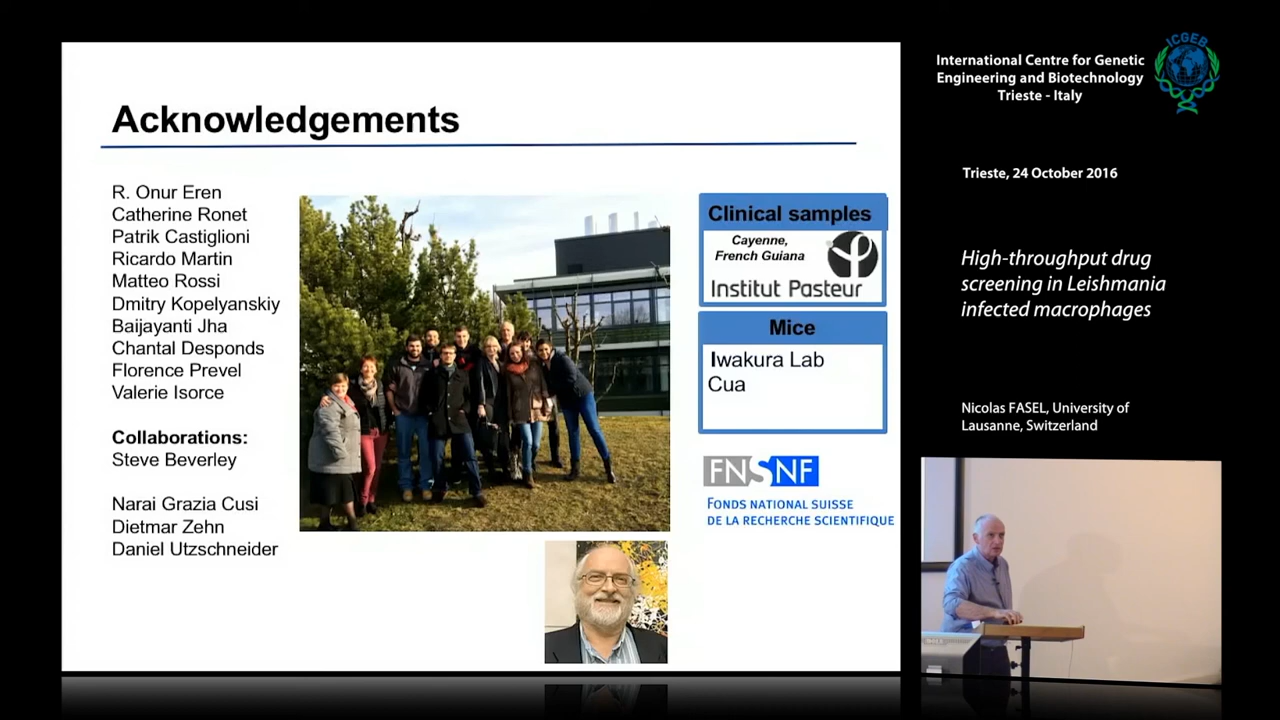 Acknowledgements
R. Onur Eren
Catherine Ronet
Patrik Castiglioni
Ricardo Martin
Matteo Rossi
Dmitry Kopelyanskiy
Baijayanti Jha
Chantal Desponds
Florence Prevel
Valerie Isorce
Collaborations:
Steve Beverley
Narai Grazia Cusi
Dietmar Zehn
Daniel Utzschneider
Clinical samples
Cayenne,
French Guiana
Institut Pasteur
Mice
Iwakura Lab
Cua
FNSNF
FONDS NATIONAL SUISSE
DE LA RECHERCHE SCIENTIFIQUE
International Centre for Genetic
Engineering and Biotechnology
Trieste - Italy
ICGEB
Trieste, 24 October 2016
High-throughput drug
screening in Leishmania
infected macrophages
Nicolas FASEL, University of
Lausanne, Switzerland